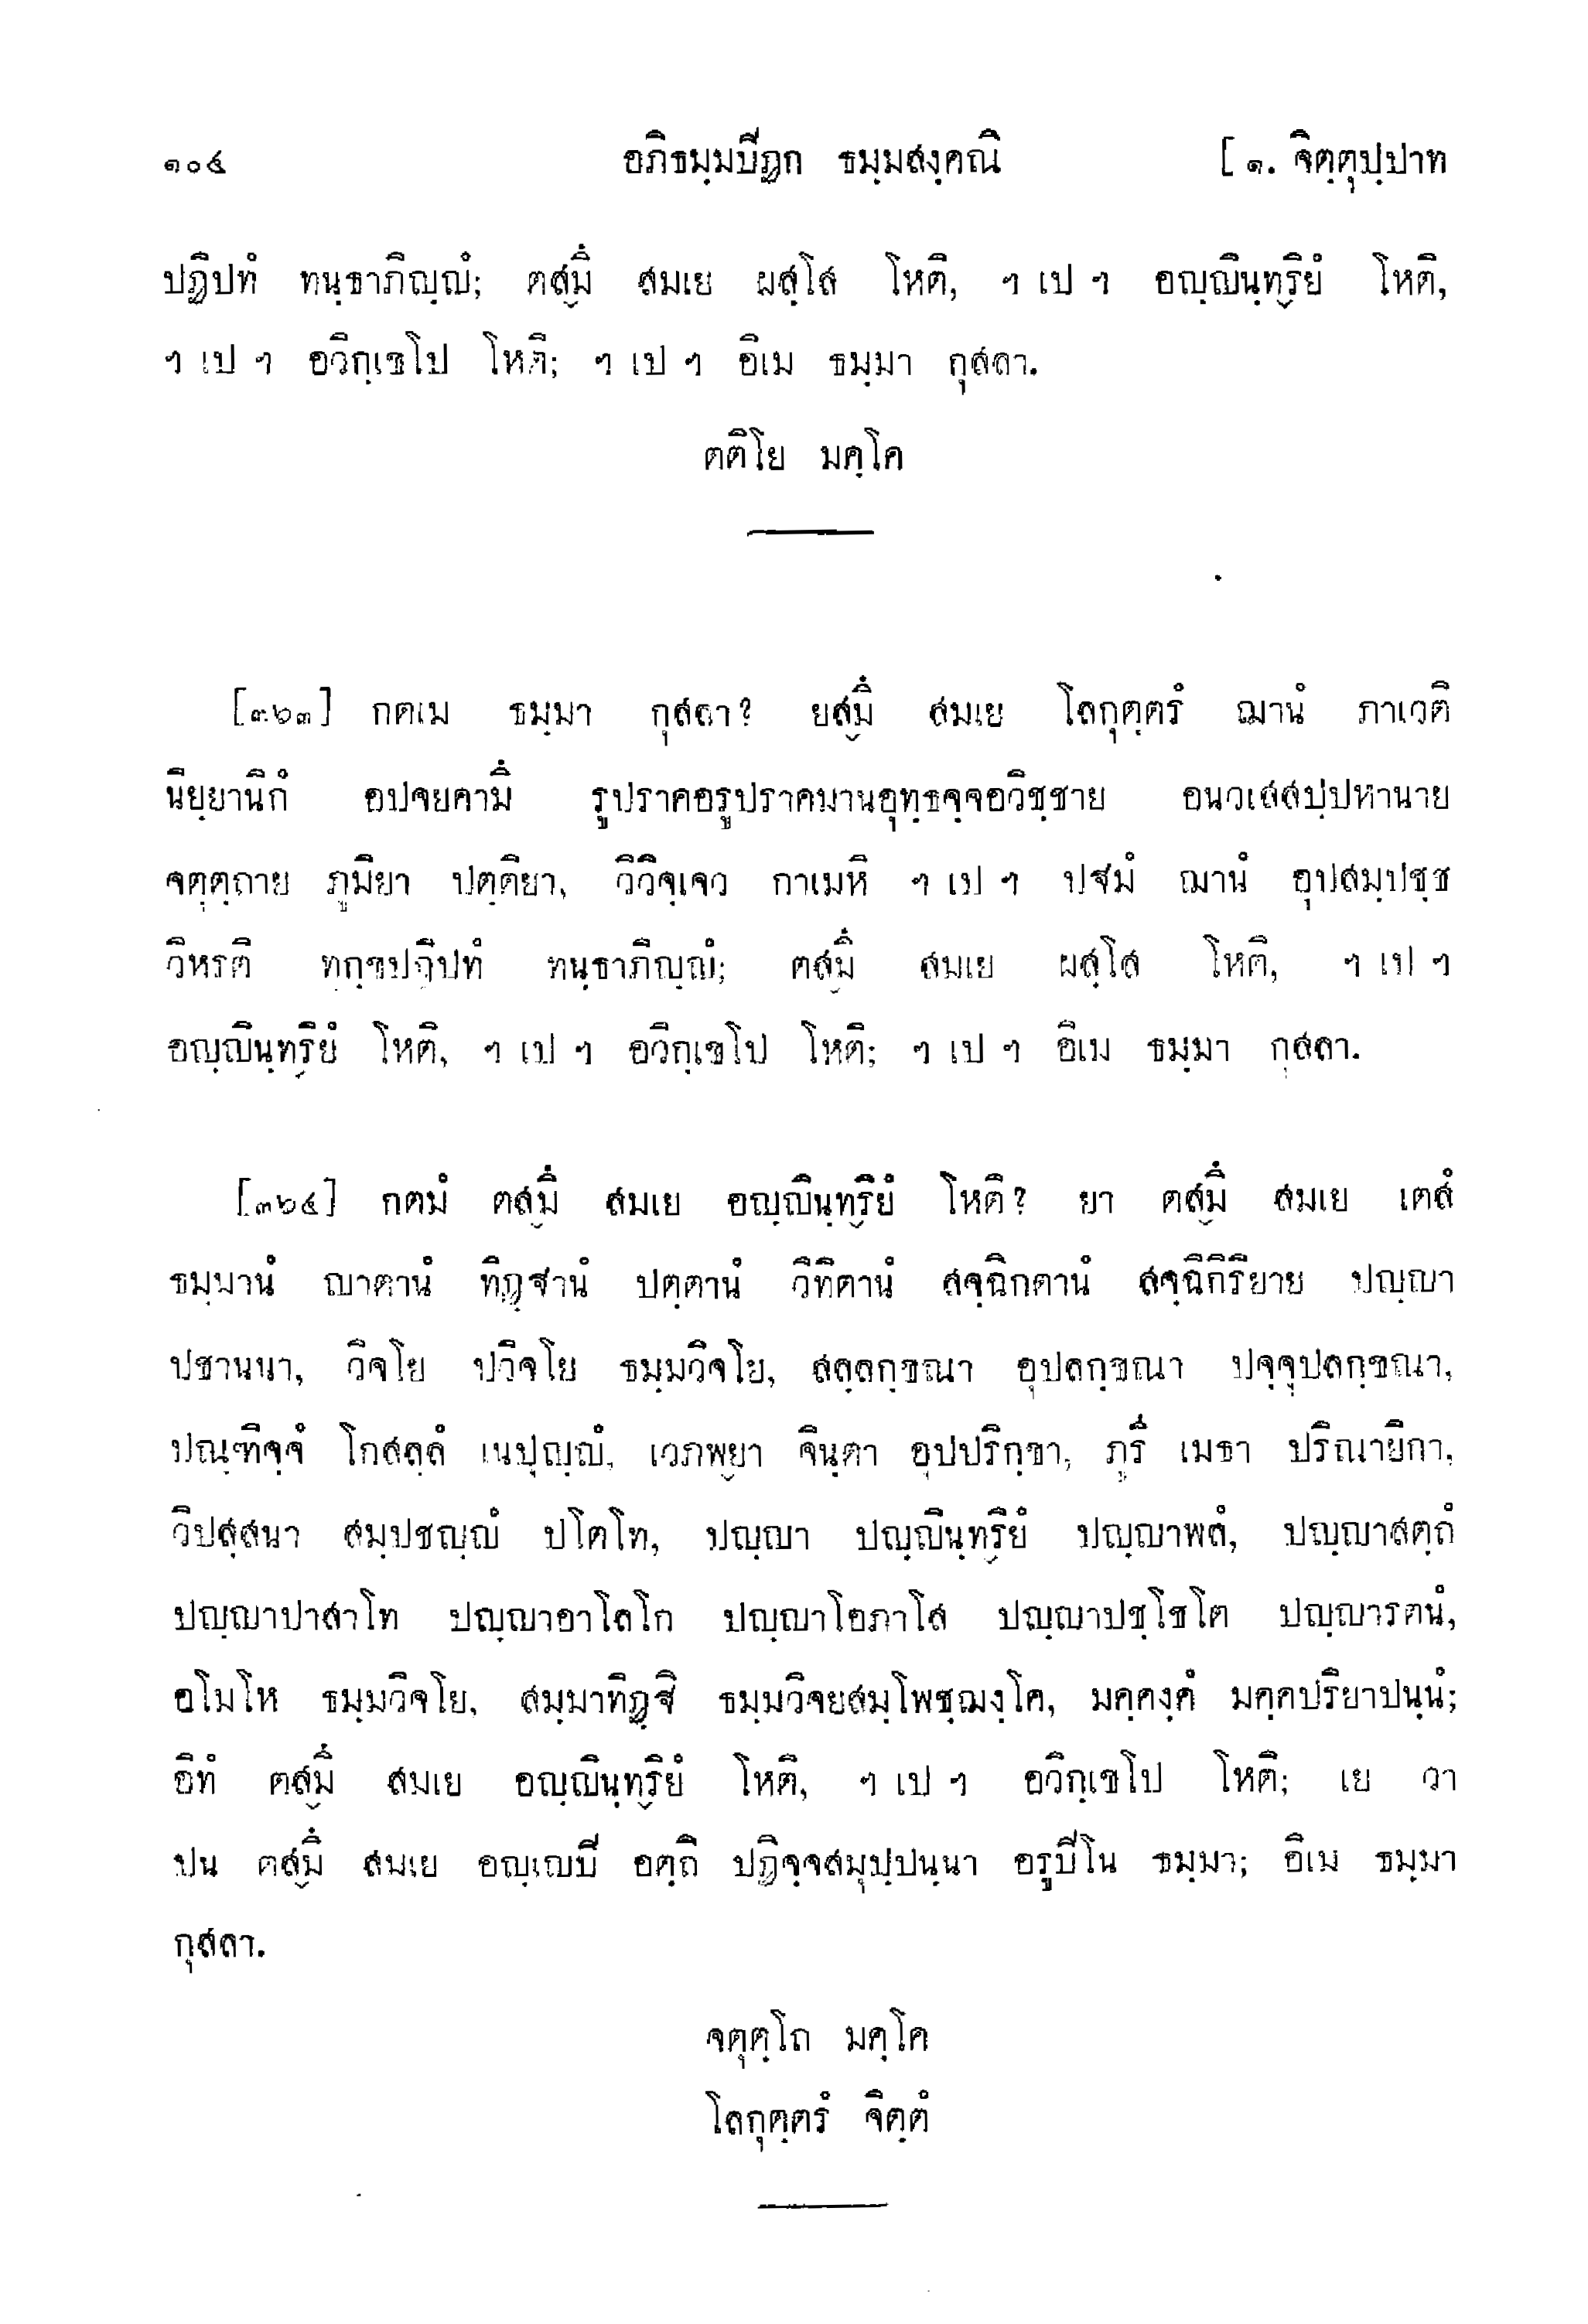 ๑๐๔ อภิธมฺมปิฏก ธมฺมสงฺคณิ [ ๑. จิตฺตุปฺปาท
ปฏิปทํ ทนฺธาภิญฺญํ; ตส๎มึ สมเย ผสฺโส โหติ, ฯ เป ฯ อญฺญินฺท๎ริยํ โหติ,
ฯ เป ฯ อวิกฺเขโป โหติ; ฯ เป ฯ อิเม ธมฺมา กุสลา.
ตติโย มคฺโค
[๓๖๓] กตเม ธมฺมา กุสลา? ยส๎มึ สมเย โลกุตฺตรํ ฌานํ ภาเวติ
นิยฺยานิกํ อปจยคามึ รูปราคอรูปราคมานอุทฺธจฺจอวิชฺชาย อนวเสสปฺปหานาย
จตุตฺถาย ภูมิยา ปตฺติยา, วิวิจฺเจว กาเมหิ ฯ เป ฯ ปฐมํ ฌานํ อุปสมฺปชฺช
วิหรติ ทุกฺขปฏิปทํ ทนฺธาภิญฺญํ; ตส๎มึ สมเย ผสฺโส โหติ, ฯ เป ฯ
อญฺญินฺท๎ริยํ โหติ, ฯ เป ฯ อวิกฺเขโป โหติ; ฯ เป ฯ อิเม ธมฺมา กุสลา.
[๓๖๔] กตมํ ตส๎มึ สมเย อญฺญินฺท๎ริยํ โหติ? ยา ตส๎มึ สมเย เตสํ
ธมฺมานํ ญาตานํ ทิฏฺฐานํ ปตฺตานํ วิทิตานํ สจฺฉิกตานํ สจฺฉิกิริยาย ปญฺญา
ปชานนา, วิจโย ปวิจโย ธมฺมวิจโย, สลฺลกฺขณา อุปลกฺขณา ปจฺจุปลกฺขณา,
ปณฺฑิจฺจํ โกสลฺลํ เนปุญฺญํ, เวภพ๎ยา จินฺตา อุปปริกฺขา, ภูรี เมธา ปริณายิกา,
วิปสฺสนา สมฺปชญฺญํ ปโตโท, ปญฺญา ปญฺญินฺท๎ริยํ ปญฺญาพลํ, ปญฺญาสตฺถํ
ปญฺญาปาสาโท ปญฺญาอาโลโก ปญฺญาโอภาโส ปญฺญาปชฺโชโต ปญฺญารตนํ,
อโมโห ธมฺมวิจโย, สมฺมาทิฏฺฐิ ธมฺมวิจยสมฺโพชฺฌงฺโค, มคฺคงฺคํ มคฺคปริยาปนฺนํ;
อิทํ ตส๎มึ สมเย อญฺญินฺท๎ริยํ โหติ, ฯ เป ฯ อวิกฺเขโป โหติ; เย วา
ปน ตส๎มึ สมเย อญฺเญปิ อตฺถิ ปฏิจฺจสมุปฺปนฺนา อรูปิโน ธมฺมา; อิเม ธมฺมา
กุสลา.
จตุตฺโถ มคฺโค
โลกุตฺตรํ จิตฺตํ